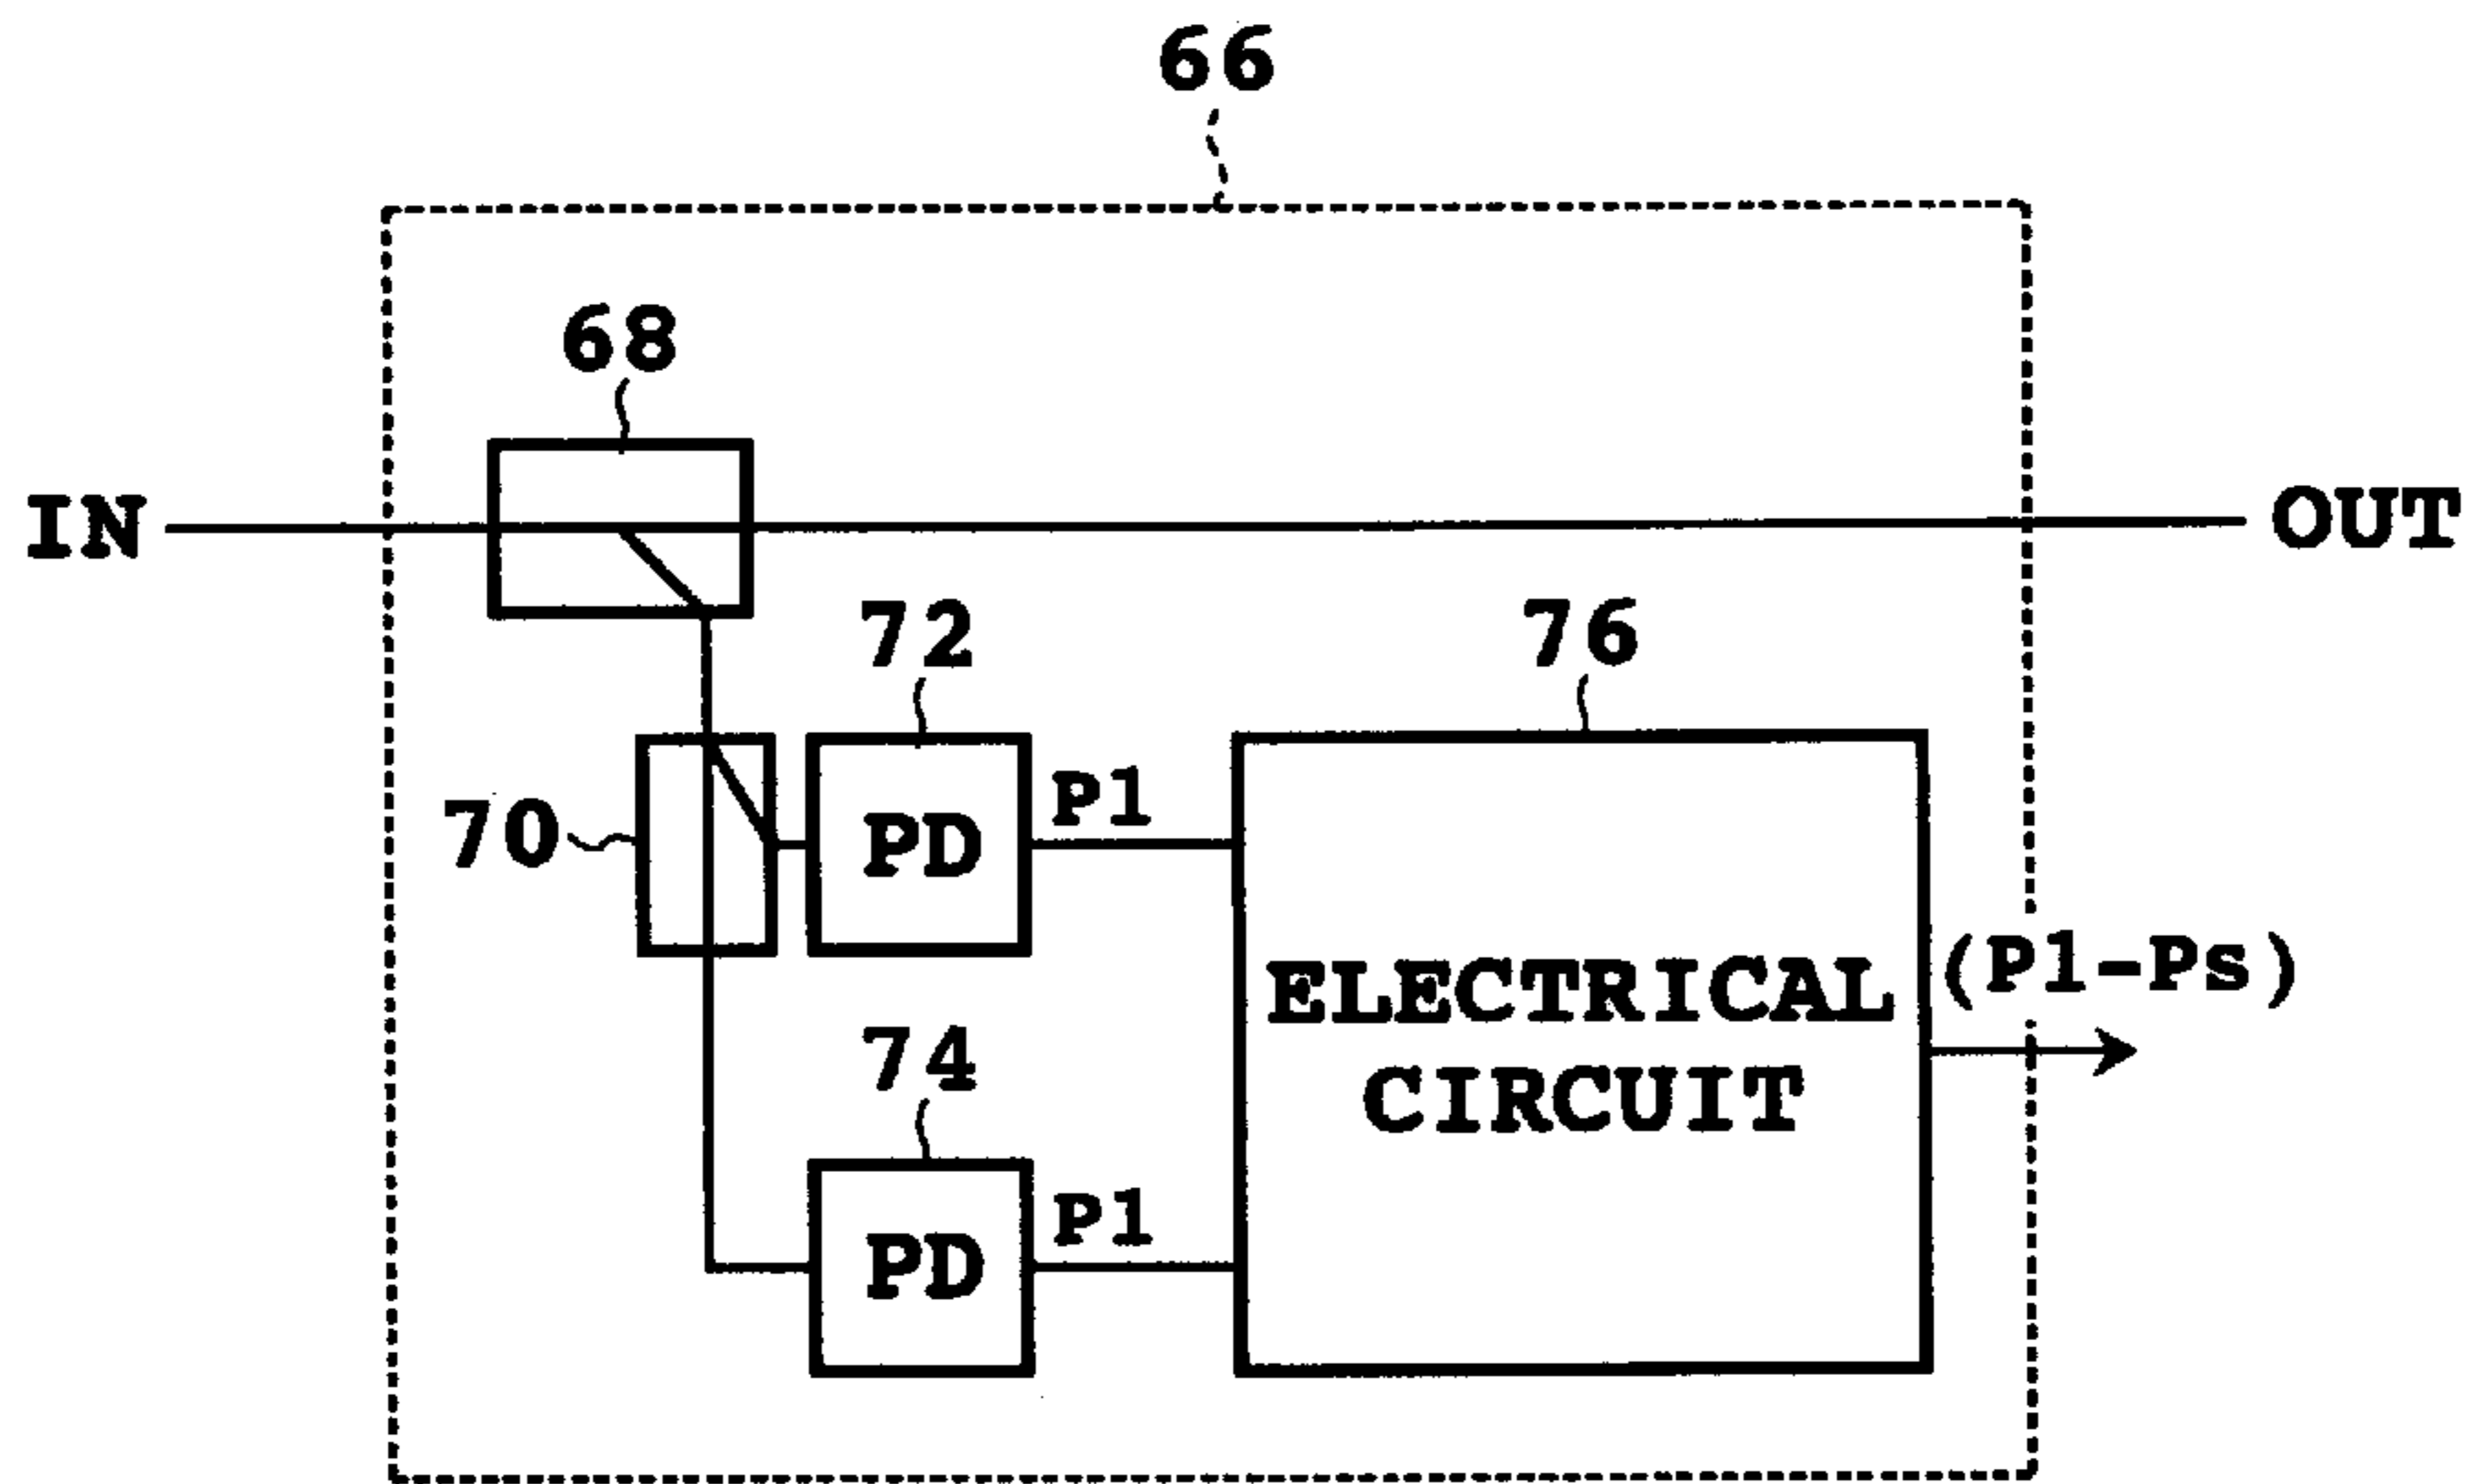 66
68
IN
OUT
72
76
70
PD
P1
ELECTRICAL
CIRCUIT
(P1-Ps)
74
PD
P1